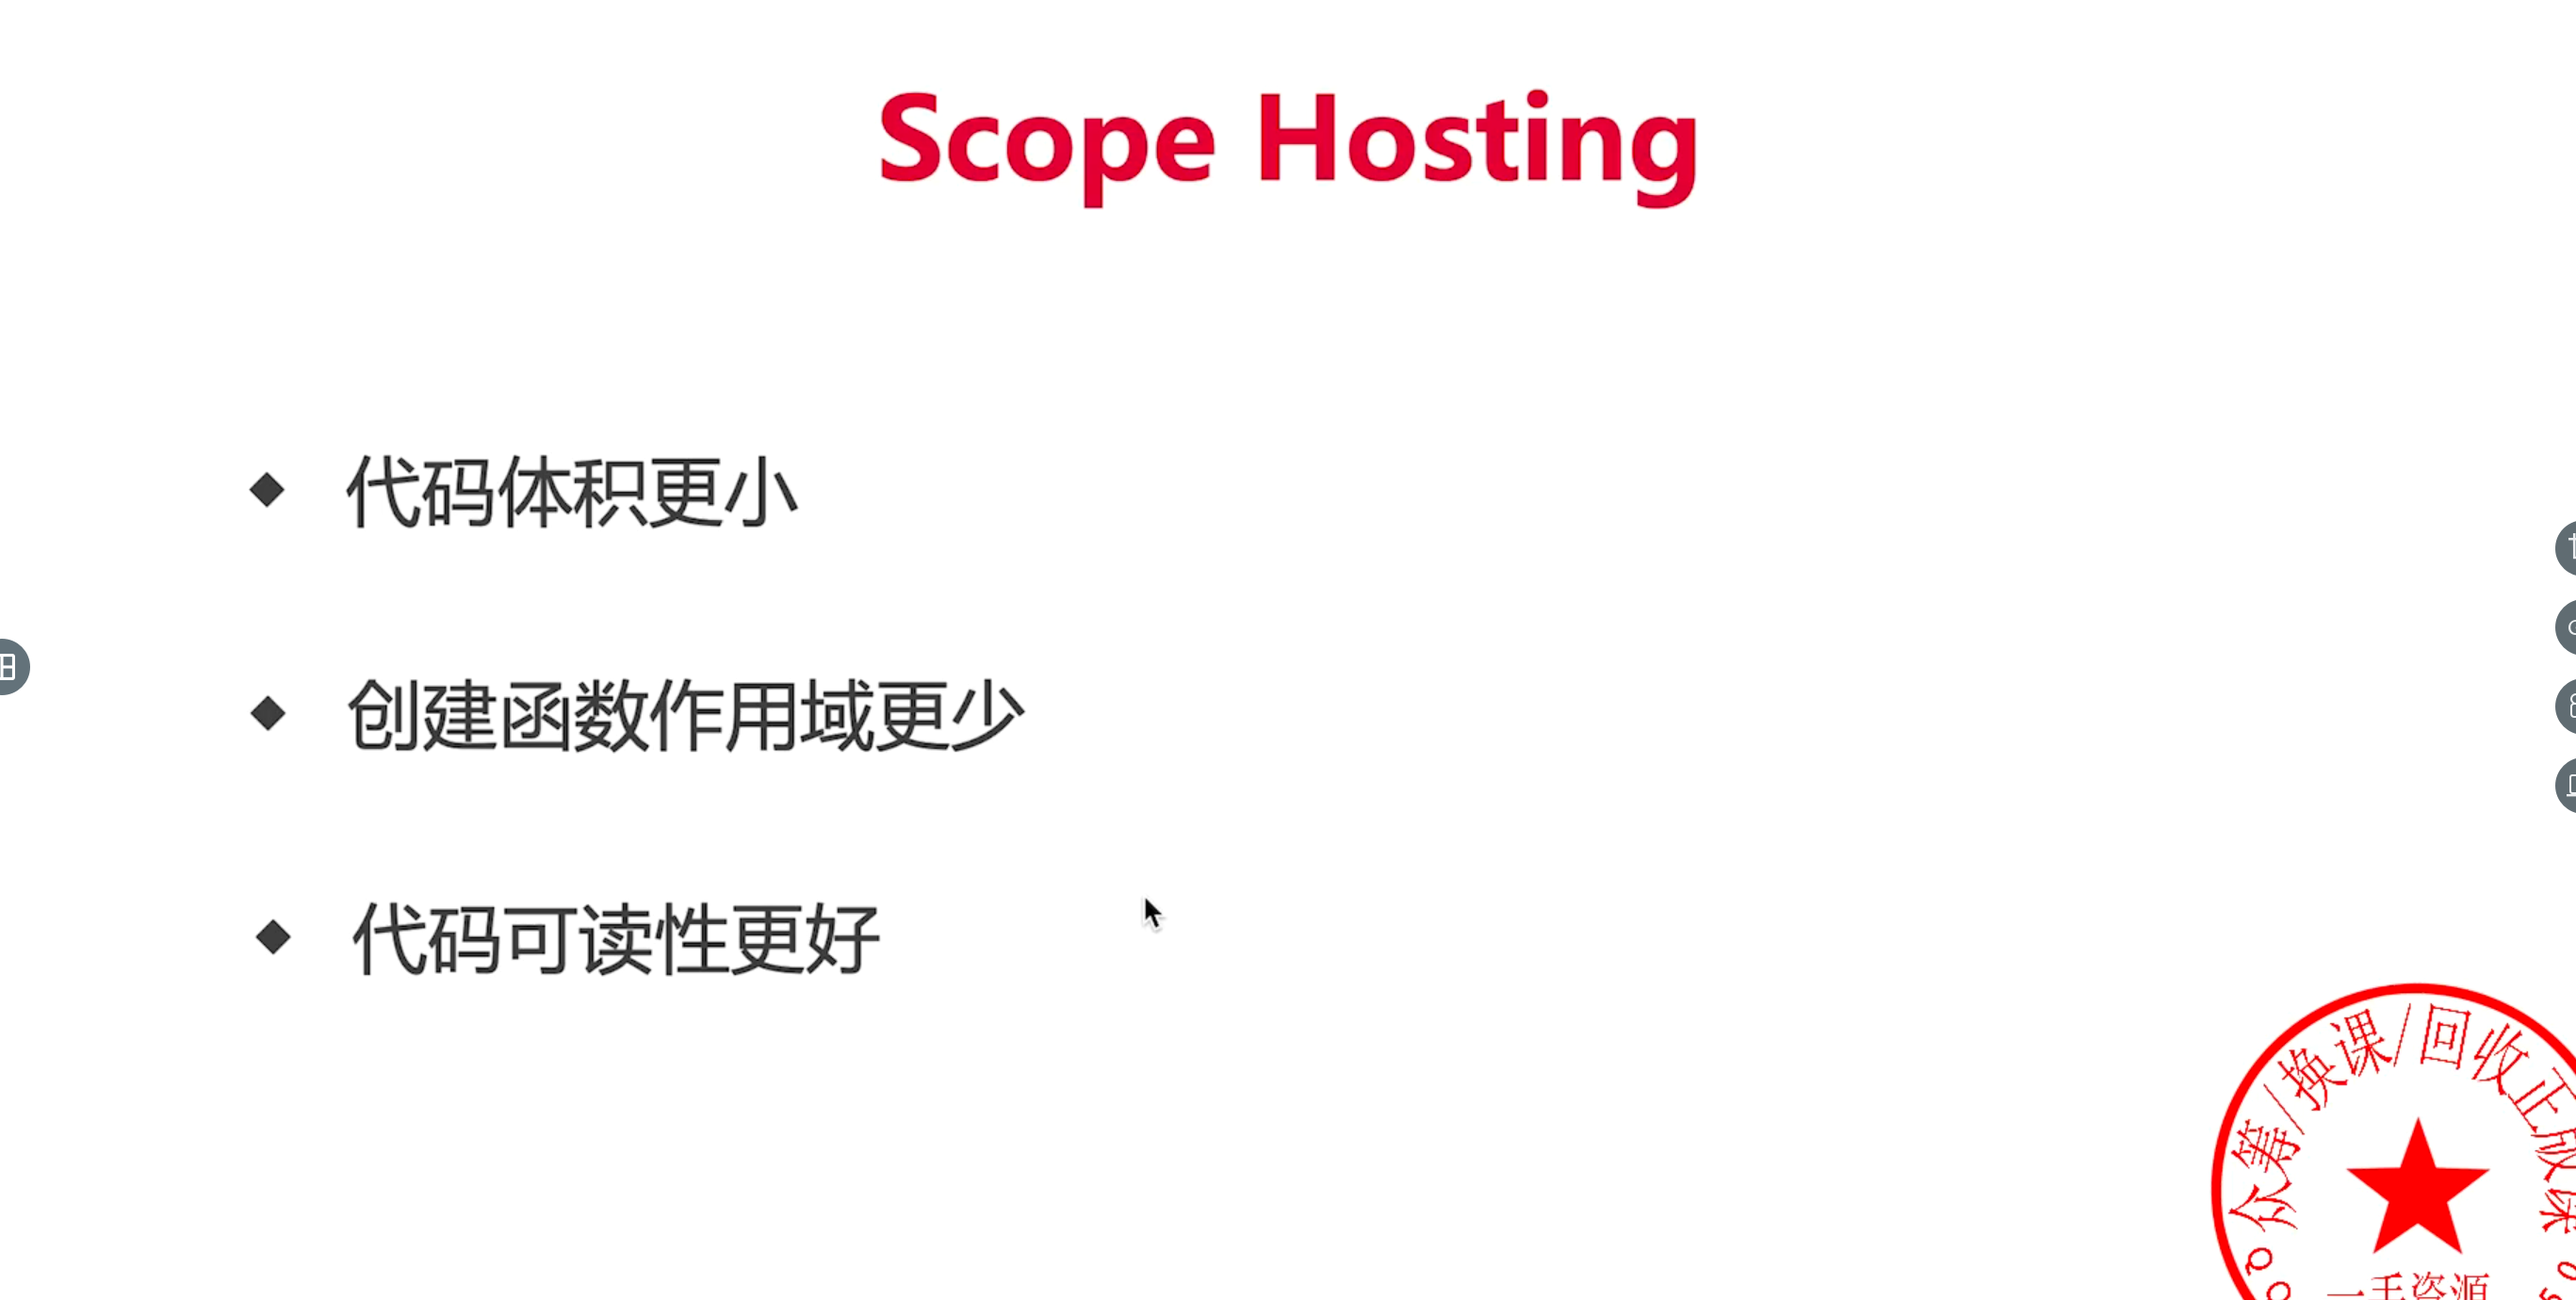 Scope Hosting
代码体积更小
创建函数作用域更少
代码可读性更好
众筹/换课/回收正版课
一手资源